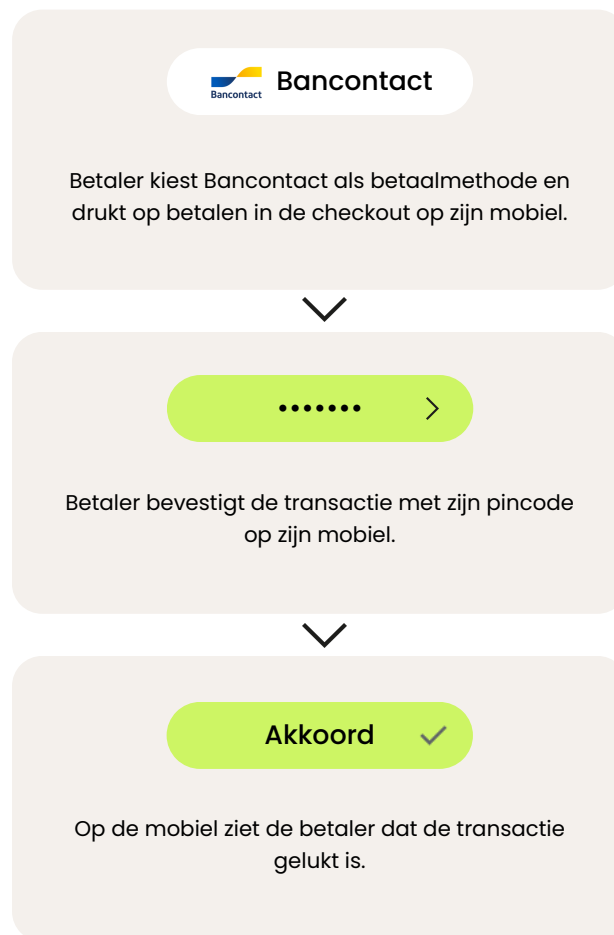 Bancontact
Bancontact
Betaler kiest Bancontact als betaalmethode en
drukt op betalen in de checkout op zijn mobiel.
Betaler bevestigt de transactie met zijn pincode
op zijn mobiel.
Akkoord
Op de mobiel ziet de betaler dat de transactie
gelukt is.